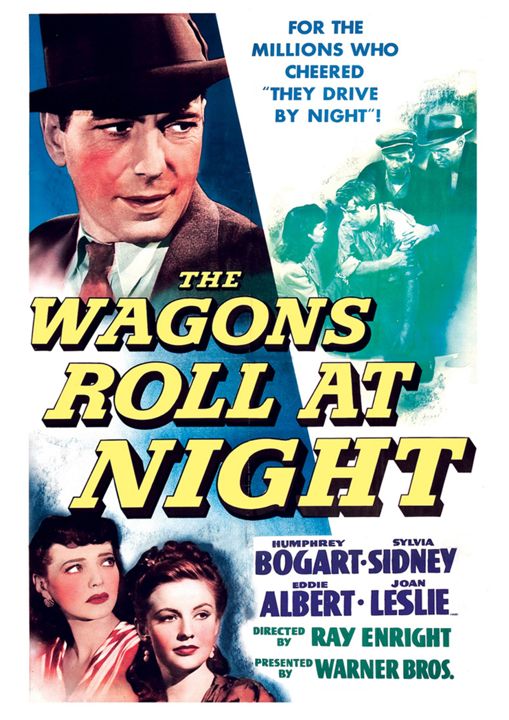 FOR THE
MILLIONS WHO
CHEERED
"THEY DRIVE
BY NIGHT"!
THE
WAGONS
ROLL AT
NIGHT
HUMPHREY SYLVIA
BOGART·SIDNEY
EDDIE JOAN
ALBERT·LESLIE
DIRECTED BY RAY ENRIGHT
PRESENTED BY WARNER BROS.